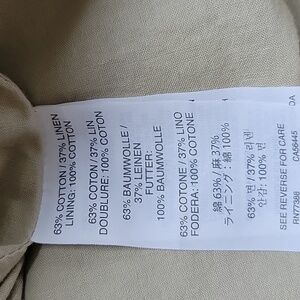 63% COTTON / 37% LINEN
LINING: 100% COTTON
63% COTON / 37% LIN
DOUBLURE: 100% COTON
63% BAUMWOLLE /
37% LEINEN
FUTTER:
100% BAUMWOLLE
63% COTONE / 37% LINO
FODERA: 100% COTONE
綿 63% / 麻 37%
ライニング: 綿 100%
63% 면 / 37% 리넨
안감: 100% 면
SEE REVERSE FOR CARE
RN77388